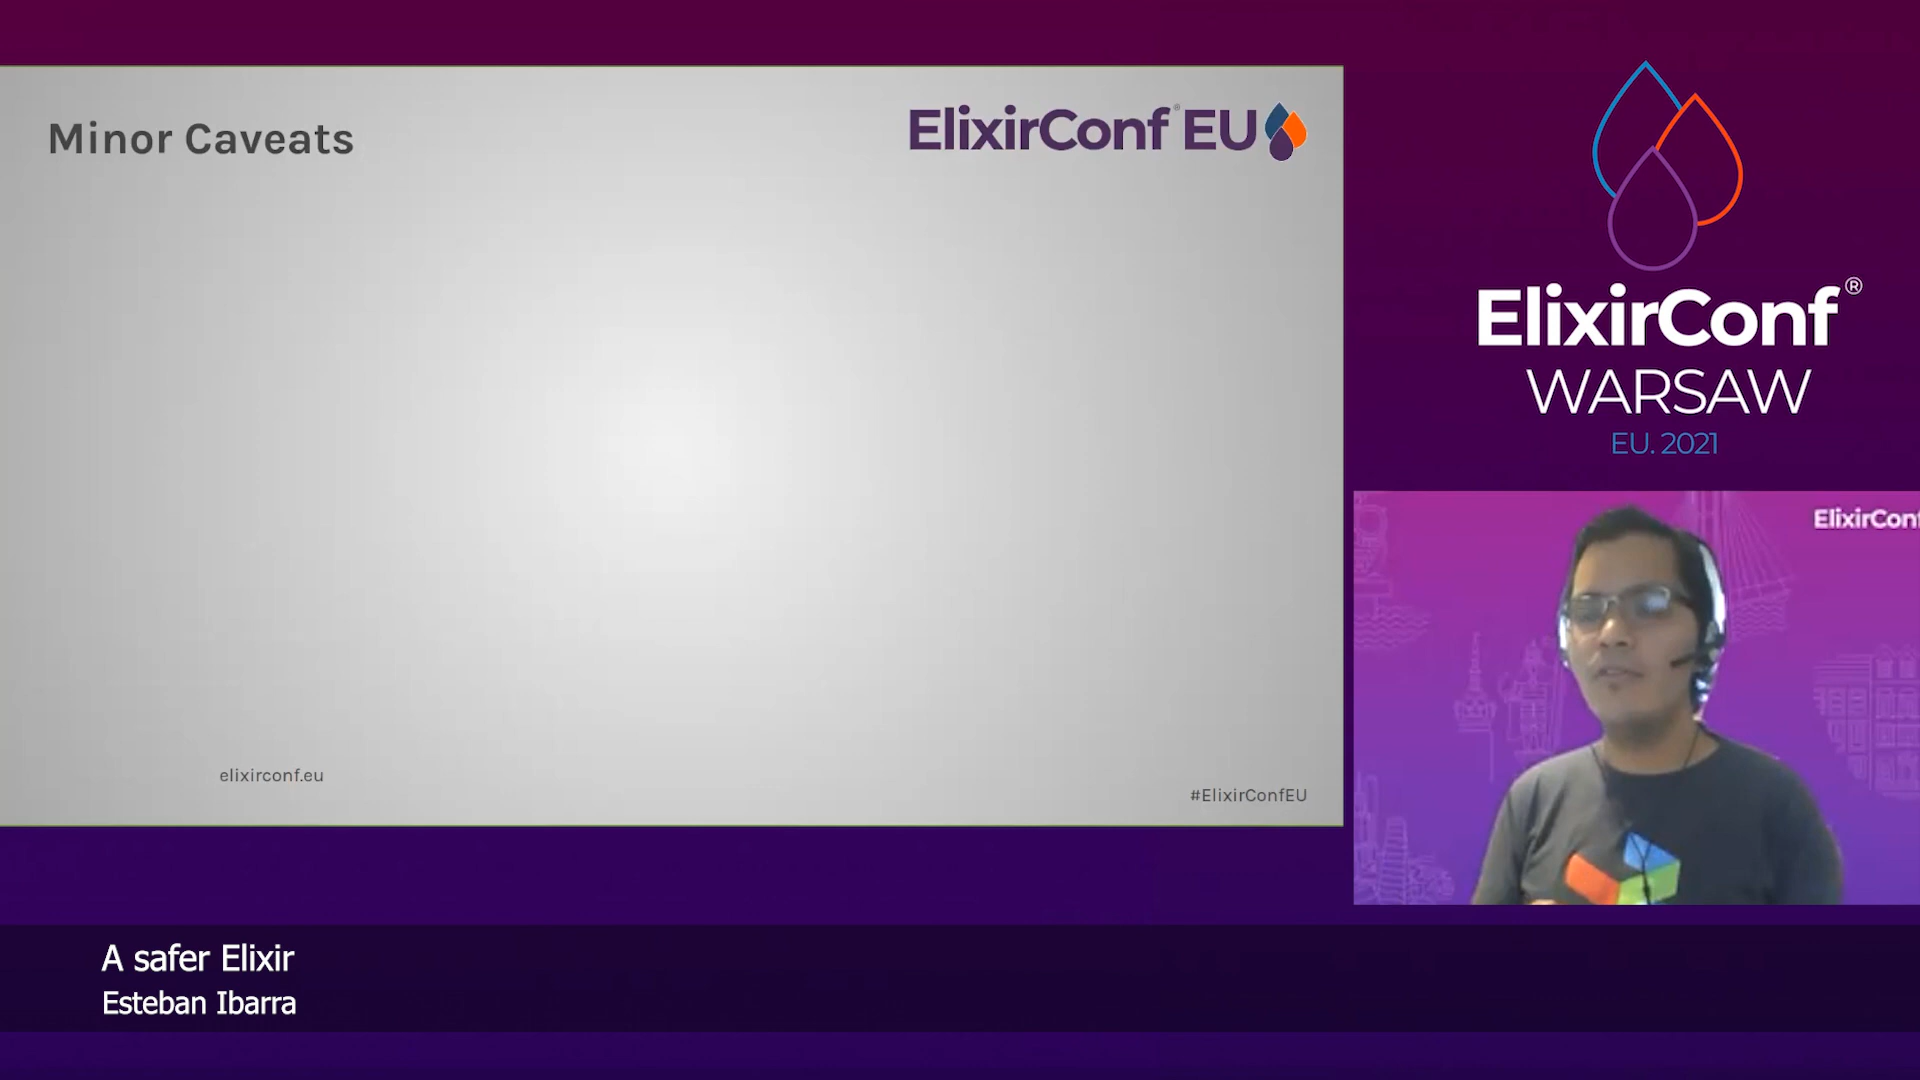 Minor Caveats
ElixirConf® EU
elixirconf.eu
#ElixirConfEU
ElixirConf®
WARSAW
EU. 2021
ElixirConf
A safer Elixir
Esteban Ibarra